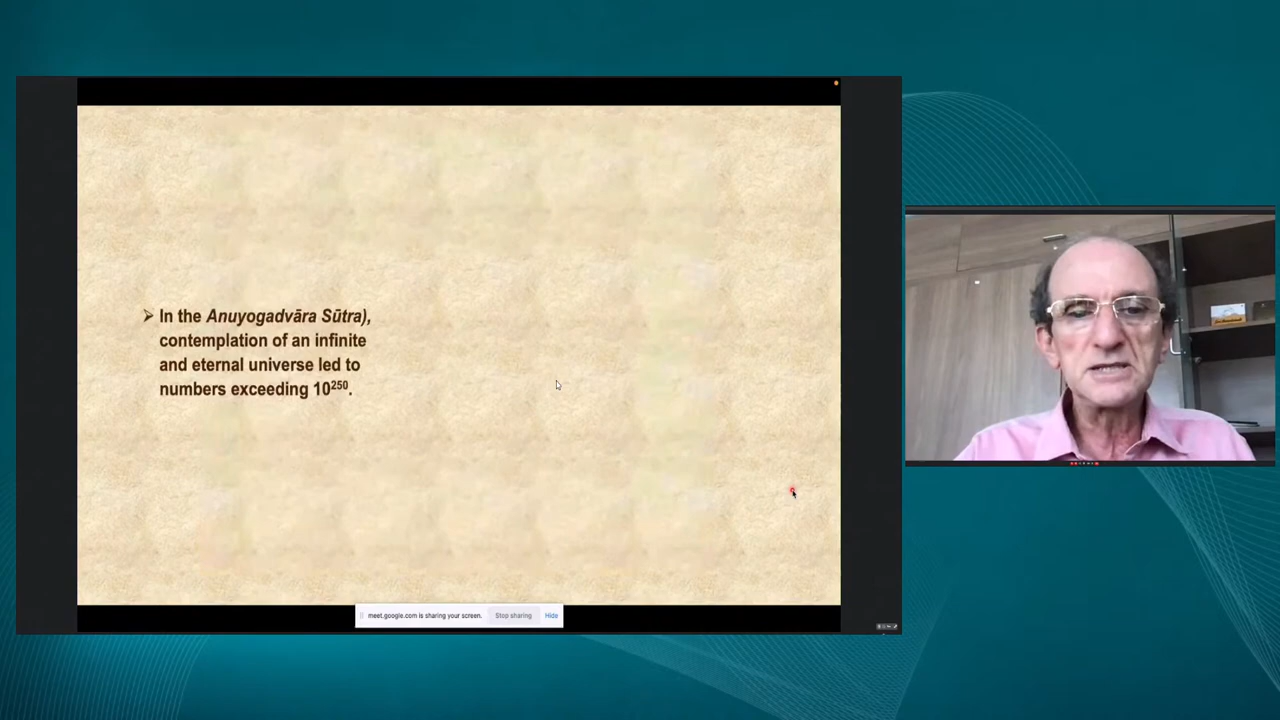 ➢ In the Anuyogadvāra Sūtra),
contemplation of an infinite
and eternal universe led to
numbers exceeding 10²⁵⁰.
meet.google.com is sharing your screen. Stop sharing Hide